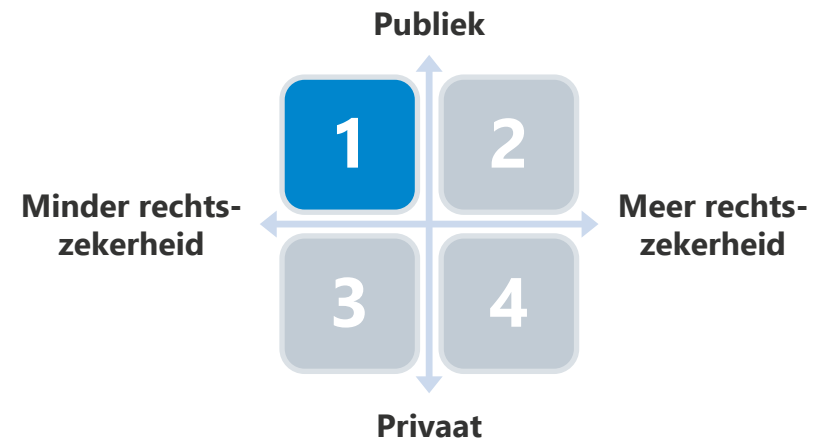 Publiek
1
2
Minder rechts-
zekerheid
Meer rechts-
zekerheid
3
4
Privaat